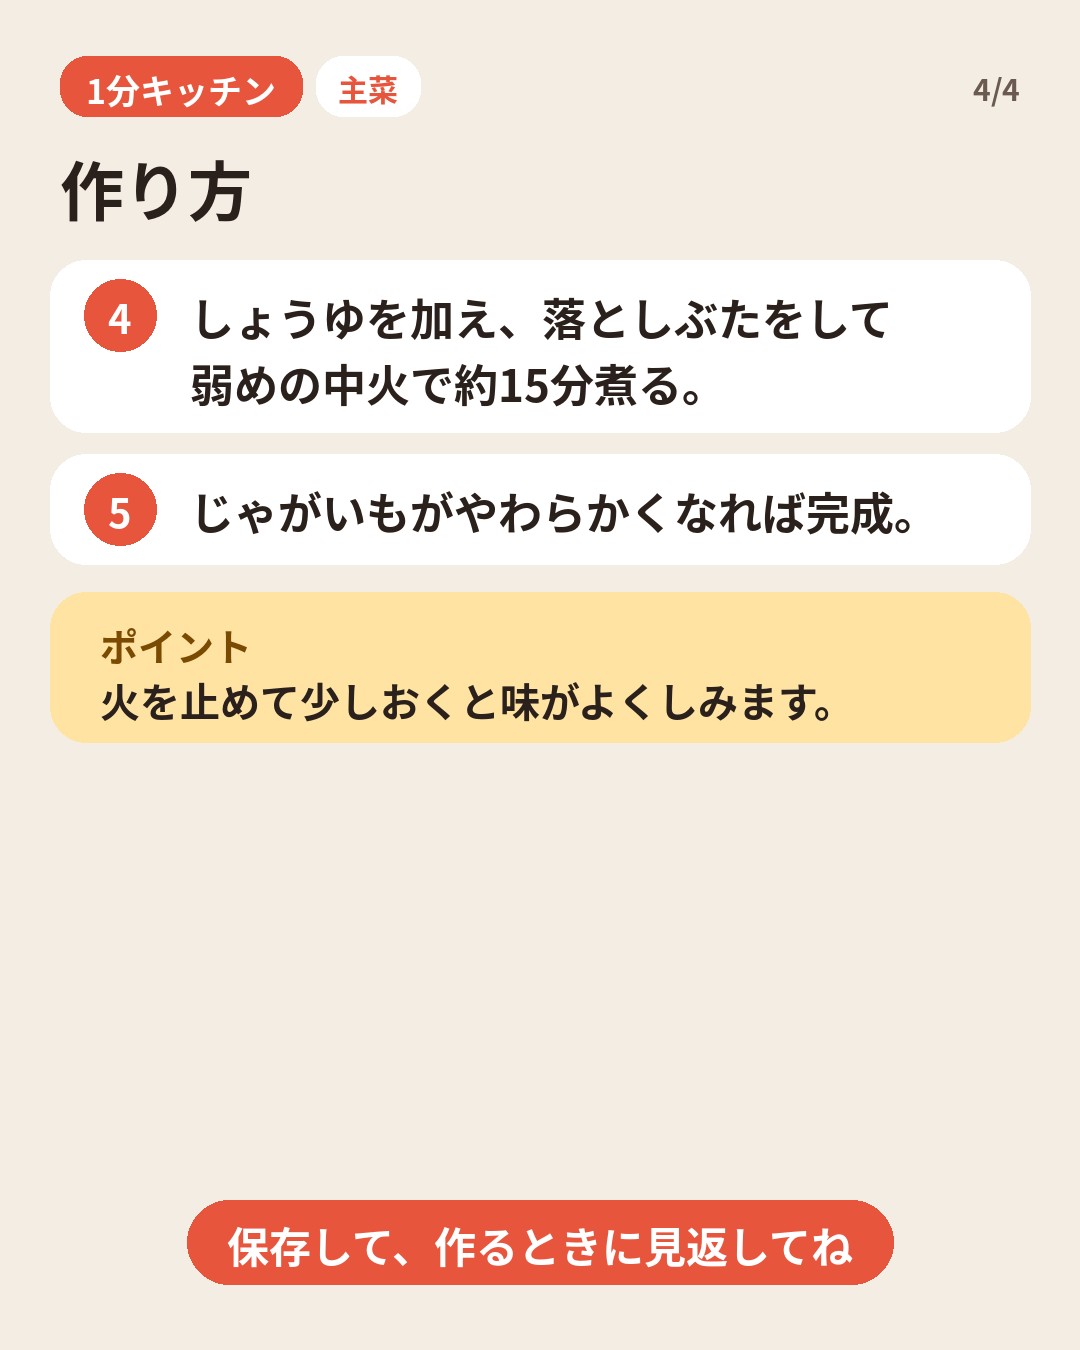 1分キッチン 主菜 4/4
作り方
4 しょうゆを加え、落としぶたをして
弱めの中火で約15分煮る。
5 じゃがいもがやわらかくなれば完成。
ポイント
火を止めて少しおくと味がよくしみます。
保存して、作るときに見返してね